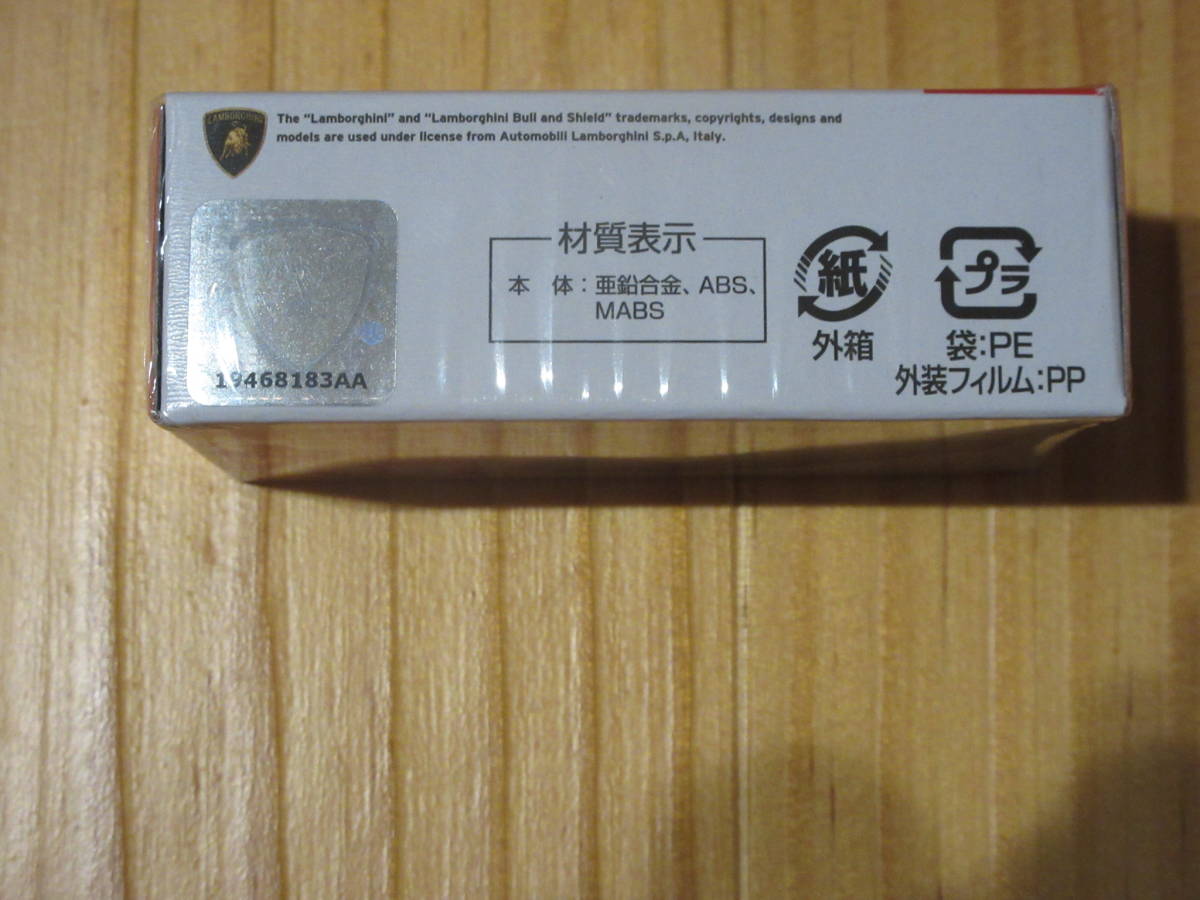 LAMBORGHINI
The “Lamborghini” and “Lamborghini Bull and Shield” trademarks, copyrights, designs and
models are used under license from Automobili Lamborghini S.p.A, Italy.
19468183AA
材質表示
本　体：亜鉛合金、ABS、
MABS
紙
外箱
プラ
袋:PE
外装フィルム:PP